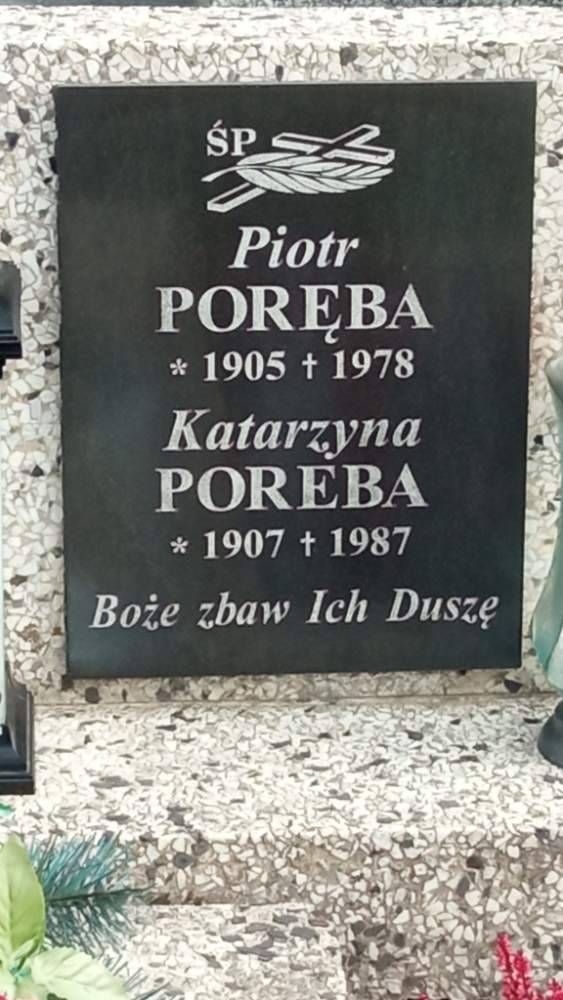 ŚP
Piotr
PORĘBA
* 1905 † 1978
Katarzyna
POREBA
* 1907 † 1987
Boże zbaw Ich Duszę